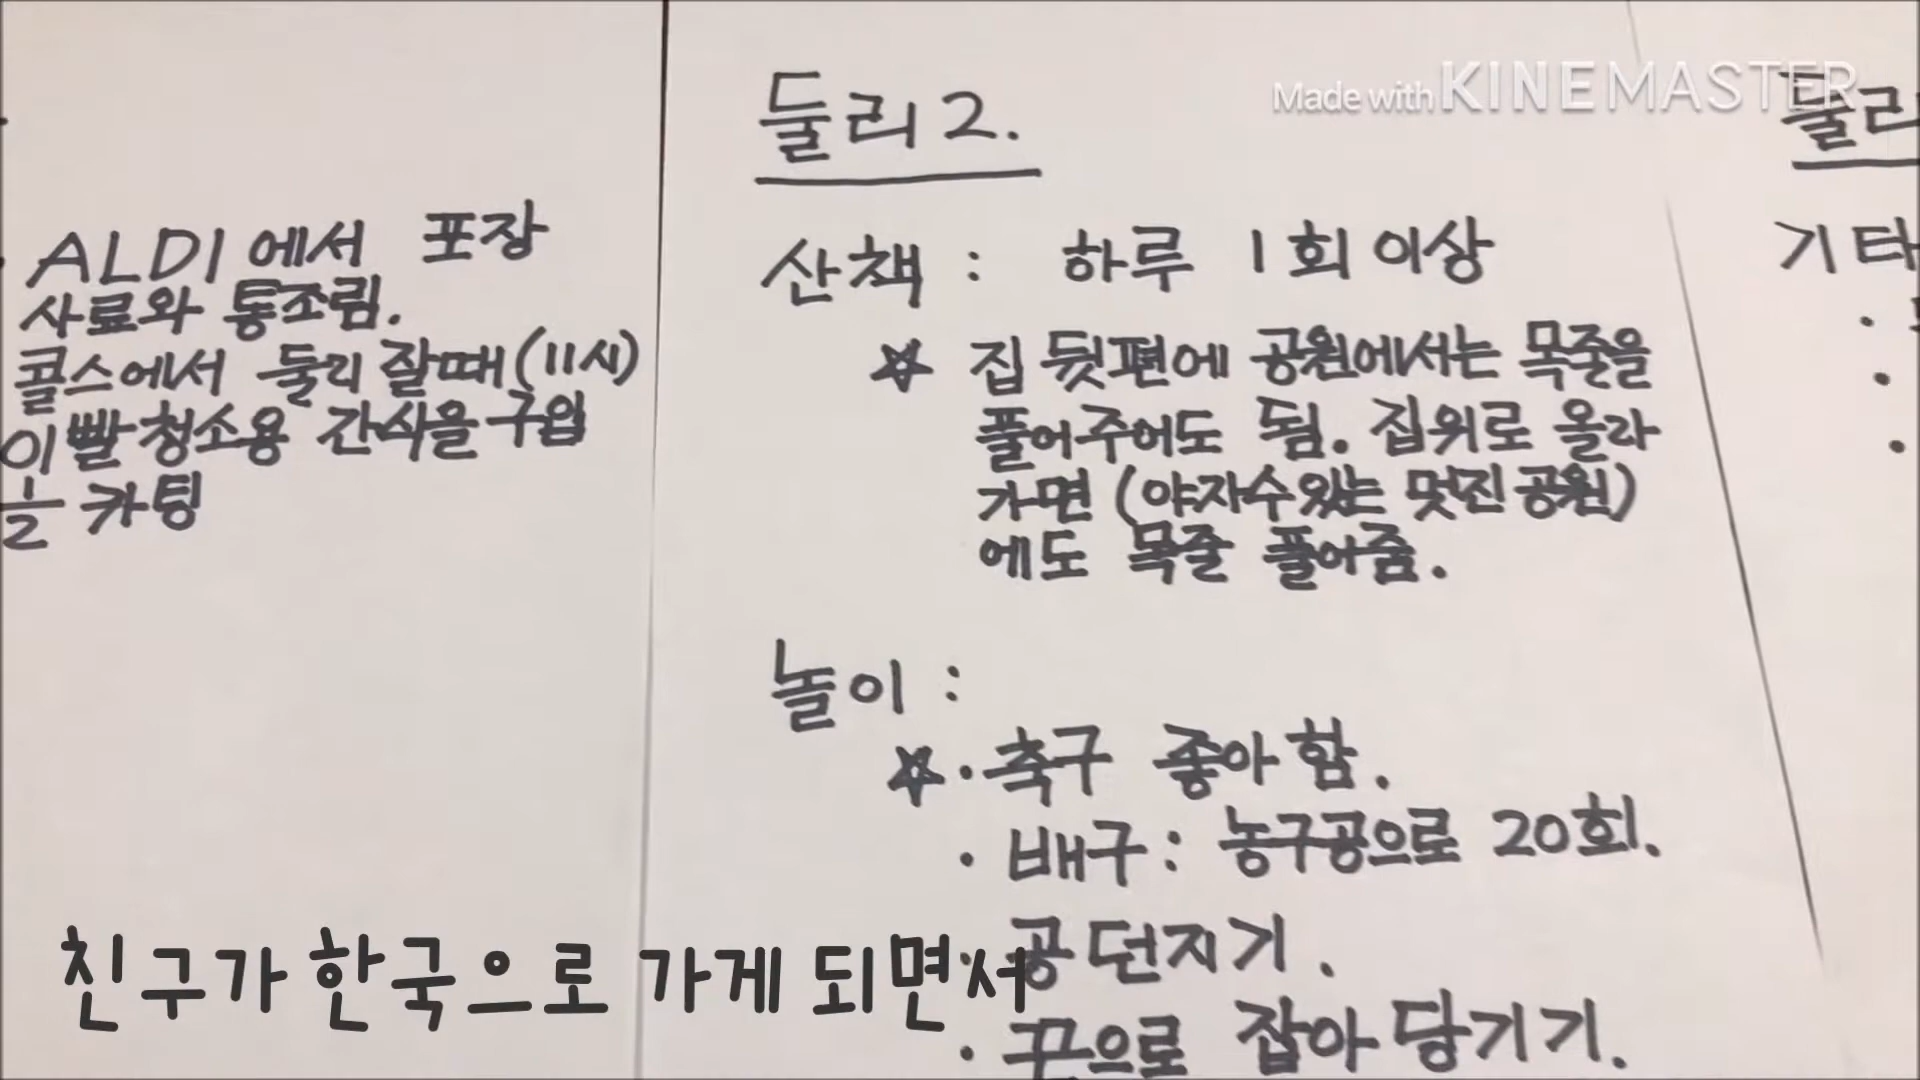 ALDI에서 포장
사료와 통조림.
콜스에서 둘리 잘때(11시)
이빨청소용 간식을 구입
을 카팅
둘리 2.
산책 : 하루 1회 이상
☆ 집 뒷편에 공원에서는 목줄을
풀어주어도 됨. 집위로 올라
가면 (야자수있는 멋진공원)
에도 목줄 풀어줌.
놀이 :
☆ · 축구 좋아함.
· 배구 : 농구공으로 20회.
· 공 던지기.
· 끈으로 잡아 당기기.
Made with KINEMASTER
둘리
기타
친구가 한국으로 가게 되면서